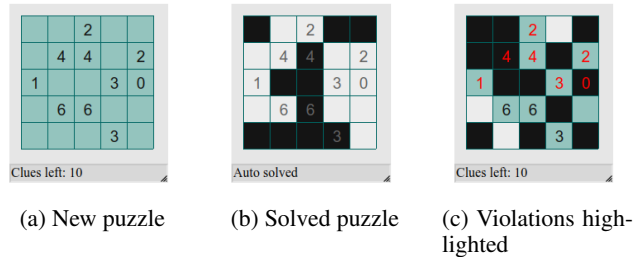 2
4 4 2
1 3 0
6 6
3
Clues left: 10
2
4 4 2
1 3 0
6 6
3
Auto solved
2
4 4 2
1 3 0
6 6
3
Clues left: 10
(a) New puzzle
(b) Solved puzzle
(c) Violations high-
lighted